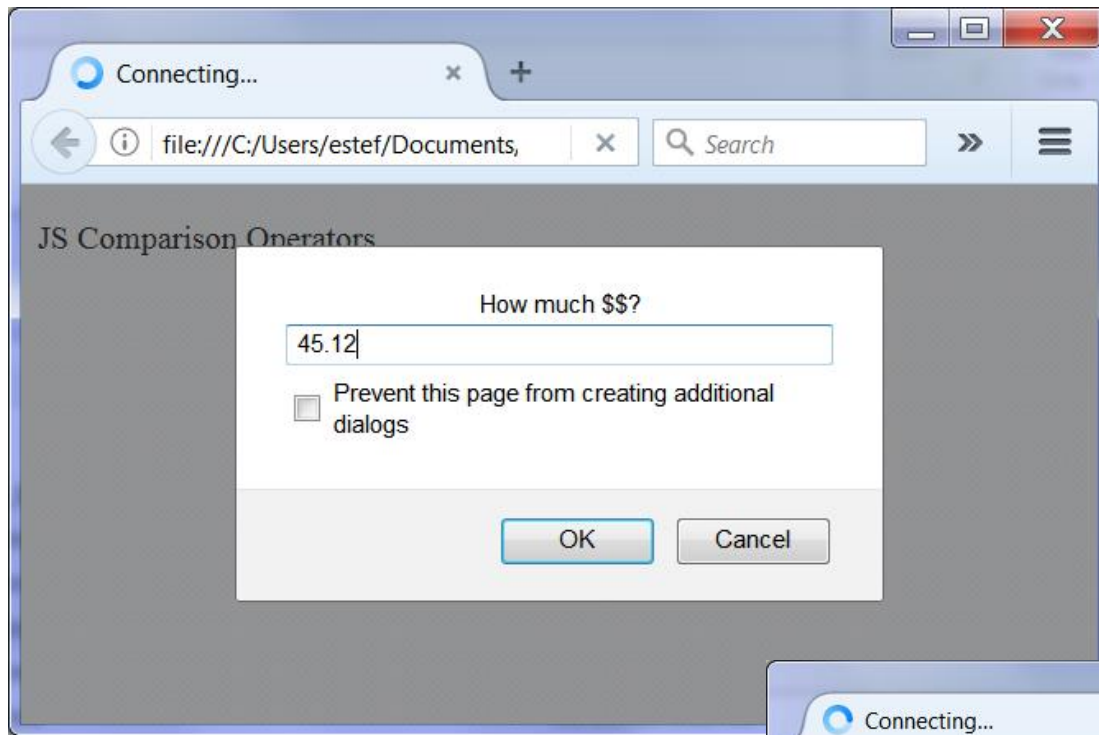 Connecting...
file:///C:/Users/estef/Documents,
Search
JS Comparison Operators
How much $$?
45.12
Prevent this page from creating additional
dialogs
OK
Cancel
Connecting...